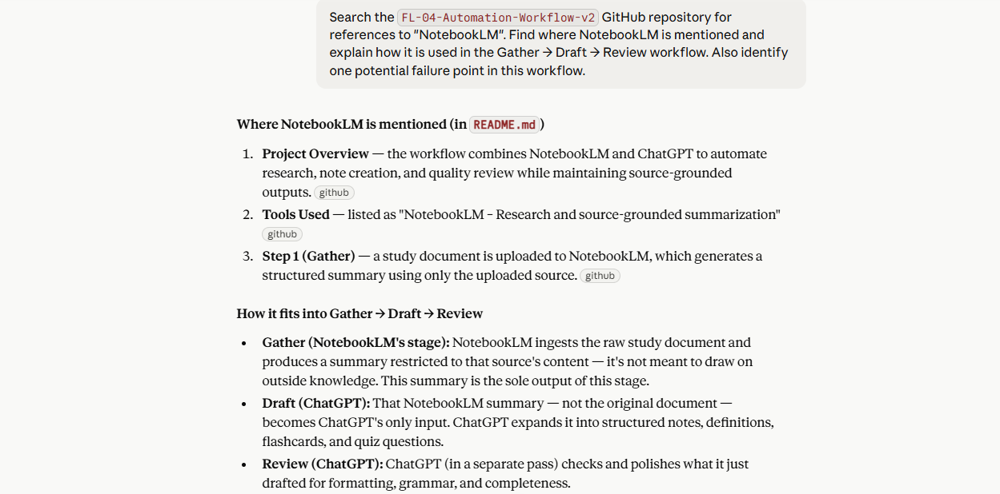 Search the FL-04-Automation-Workflow-v2 GitHub repository for
references to "NotebookLM". Find where NotebookLM is mentioned and
explain how it is used in the Gather → Draft → Review workflow. Also identify
one potential failure point in this workflow.
Where NotebookLM is mentioned (in README.md)
1. Project Overview — the workflow combines NotebookLM and ChatGPT to automate
research, note creation, and quality review while maintaining source-grounded
outputs. github
2. Tools Used — listed as "NotebookLM – Research and source-grounded summarization"
github
3. Step 1 (Gather) — a study document is uploaded to NotebookLM, which generates a
structured summary using only the uploaded source. github
How it fits into Gather → Draft → Review
• Gather (NotebookLM's stage): NotebookLM ingests the raw study document and
produces a summary restricted to that source's content — it's not meant to draw on
outside knowledge. This summary is the sole output of this stage.
• Draft (ChatGPT): That NotebookLM summary — not the original document —
becomes ChatGPT's only input. ChatGPT expands it into structured notes, definitions,
flashcards, and quiz questions.
• Review (ChatGPT): ChatGPT (in a separate pass) checks and polishes what it just
drafted for formatting, grammar, and completeness.